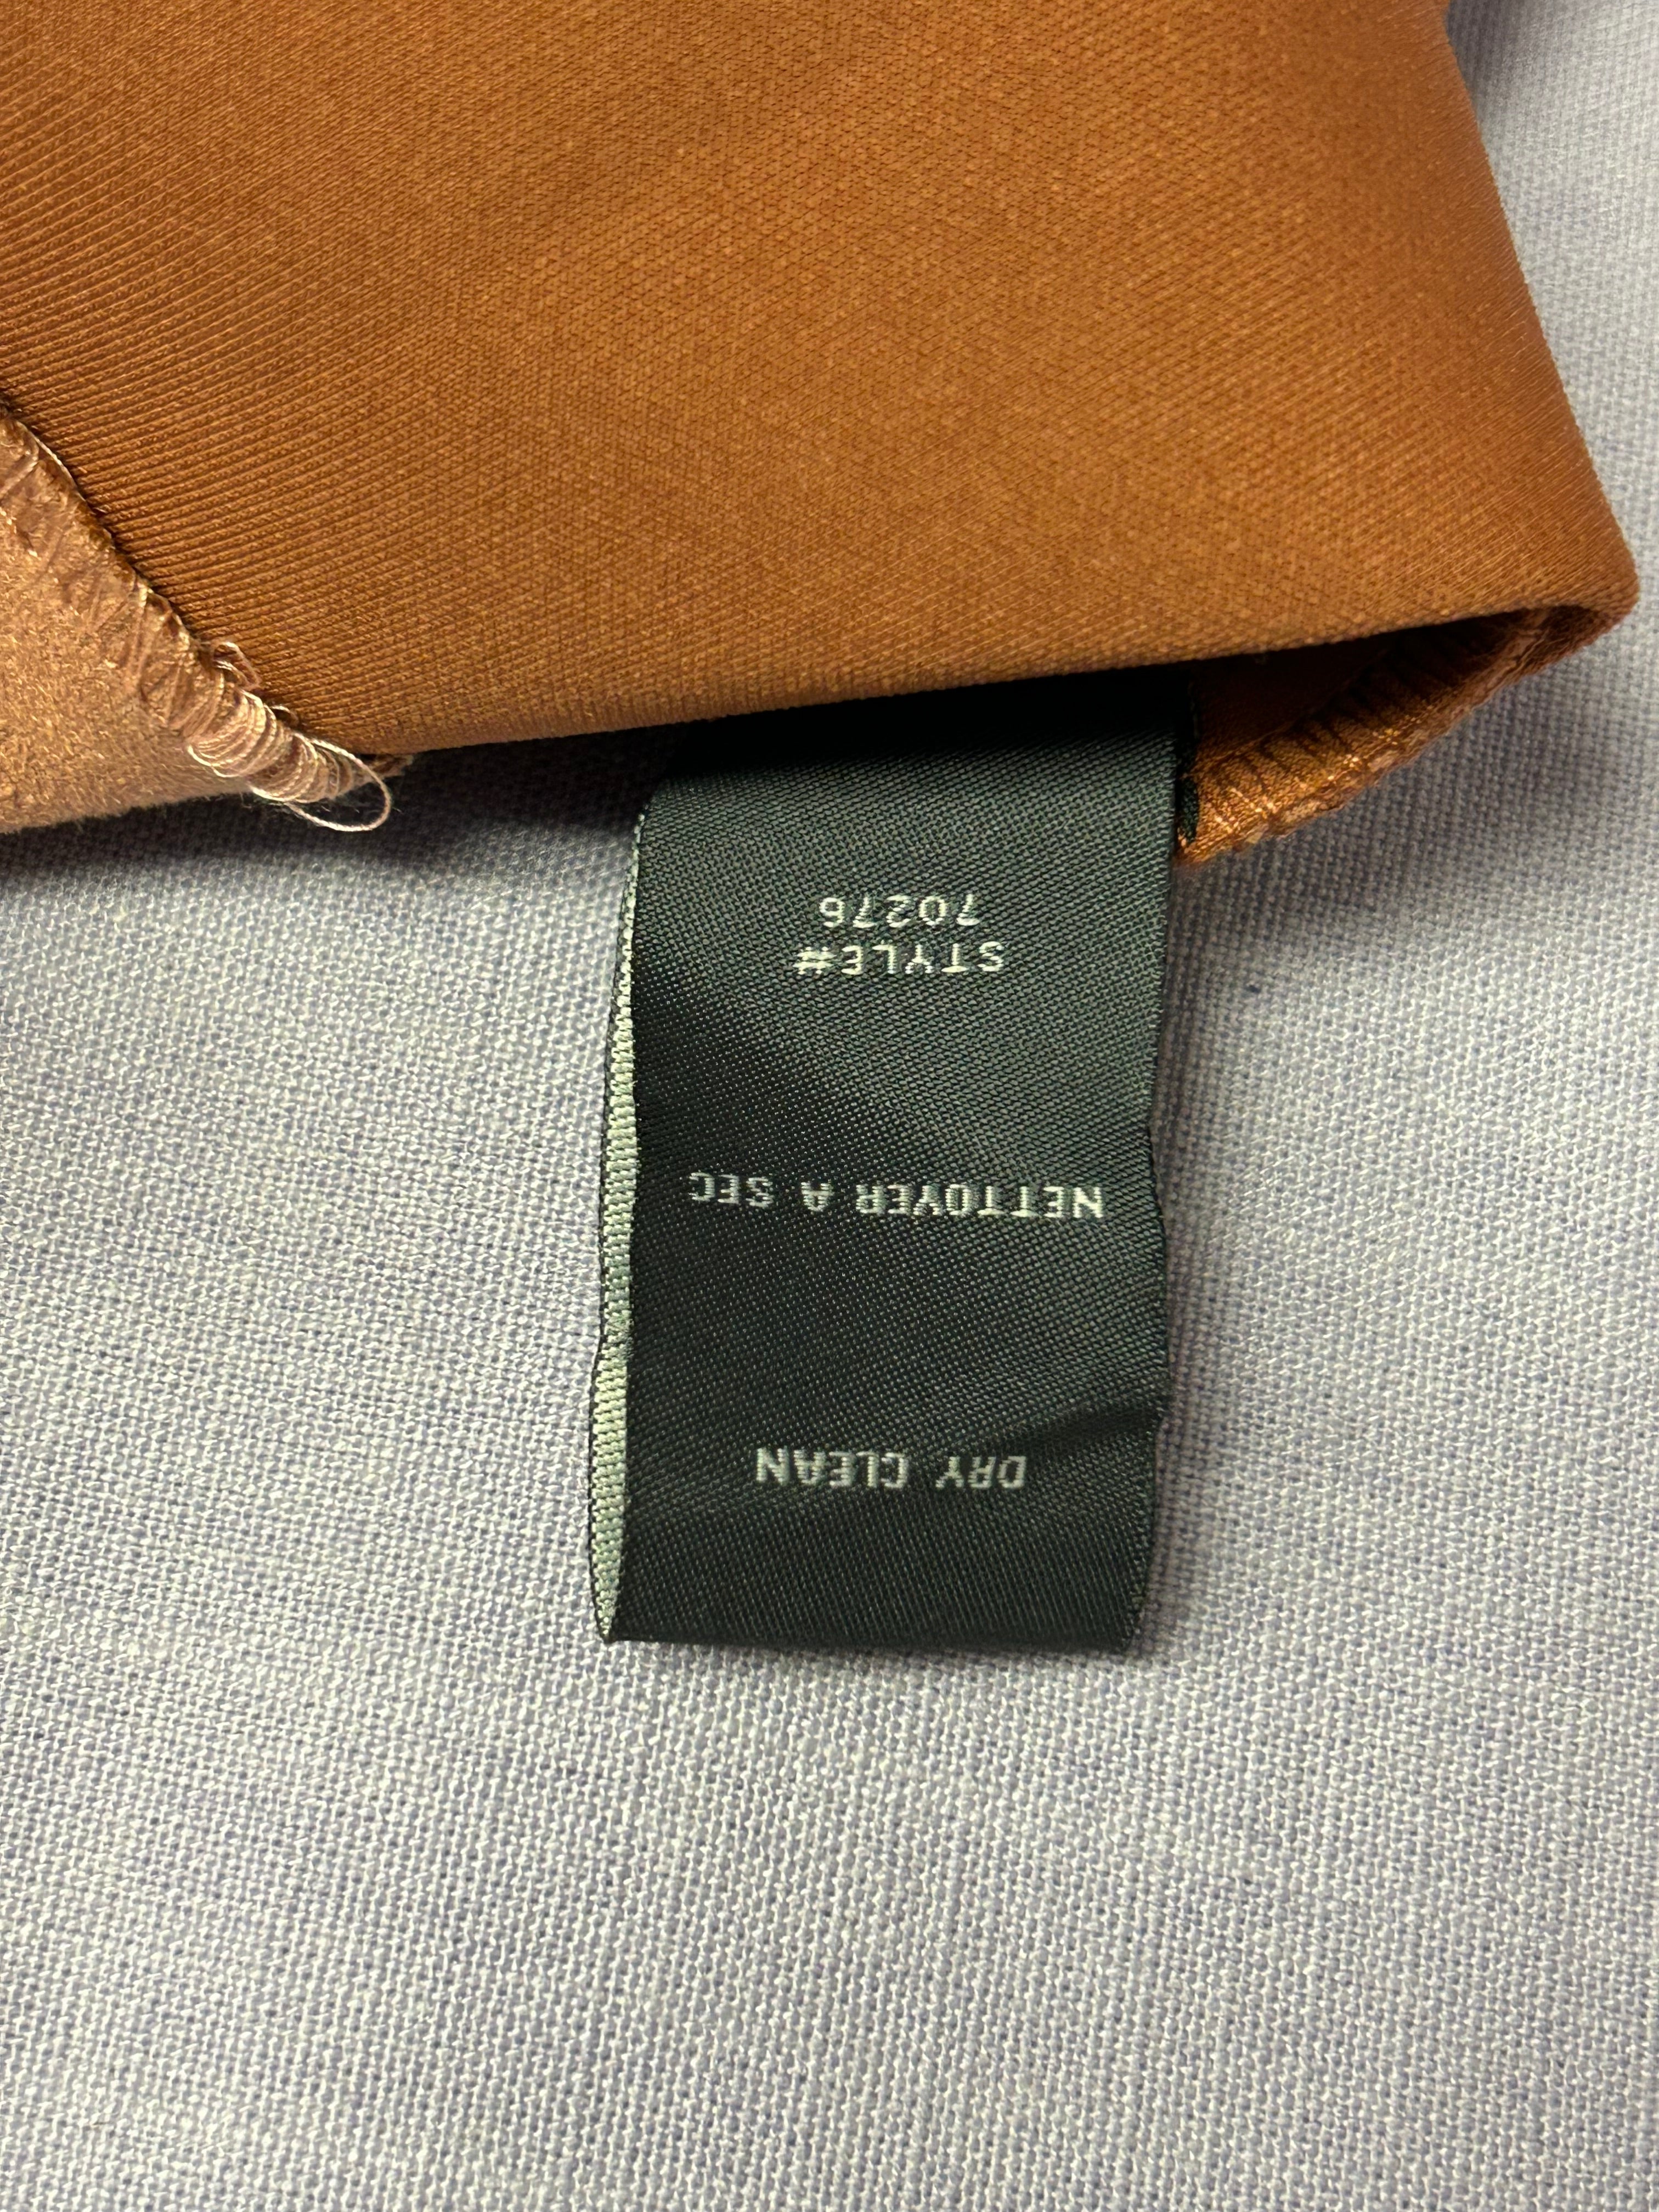 DRY CLEAN
NETTOYER A SEC
STYLE#
70276